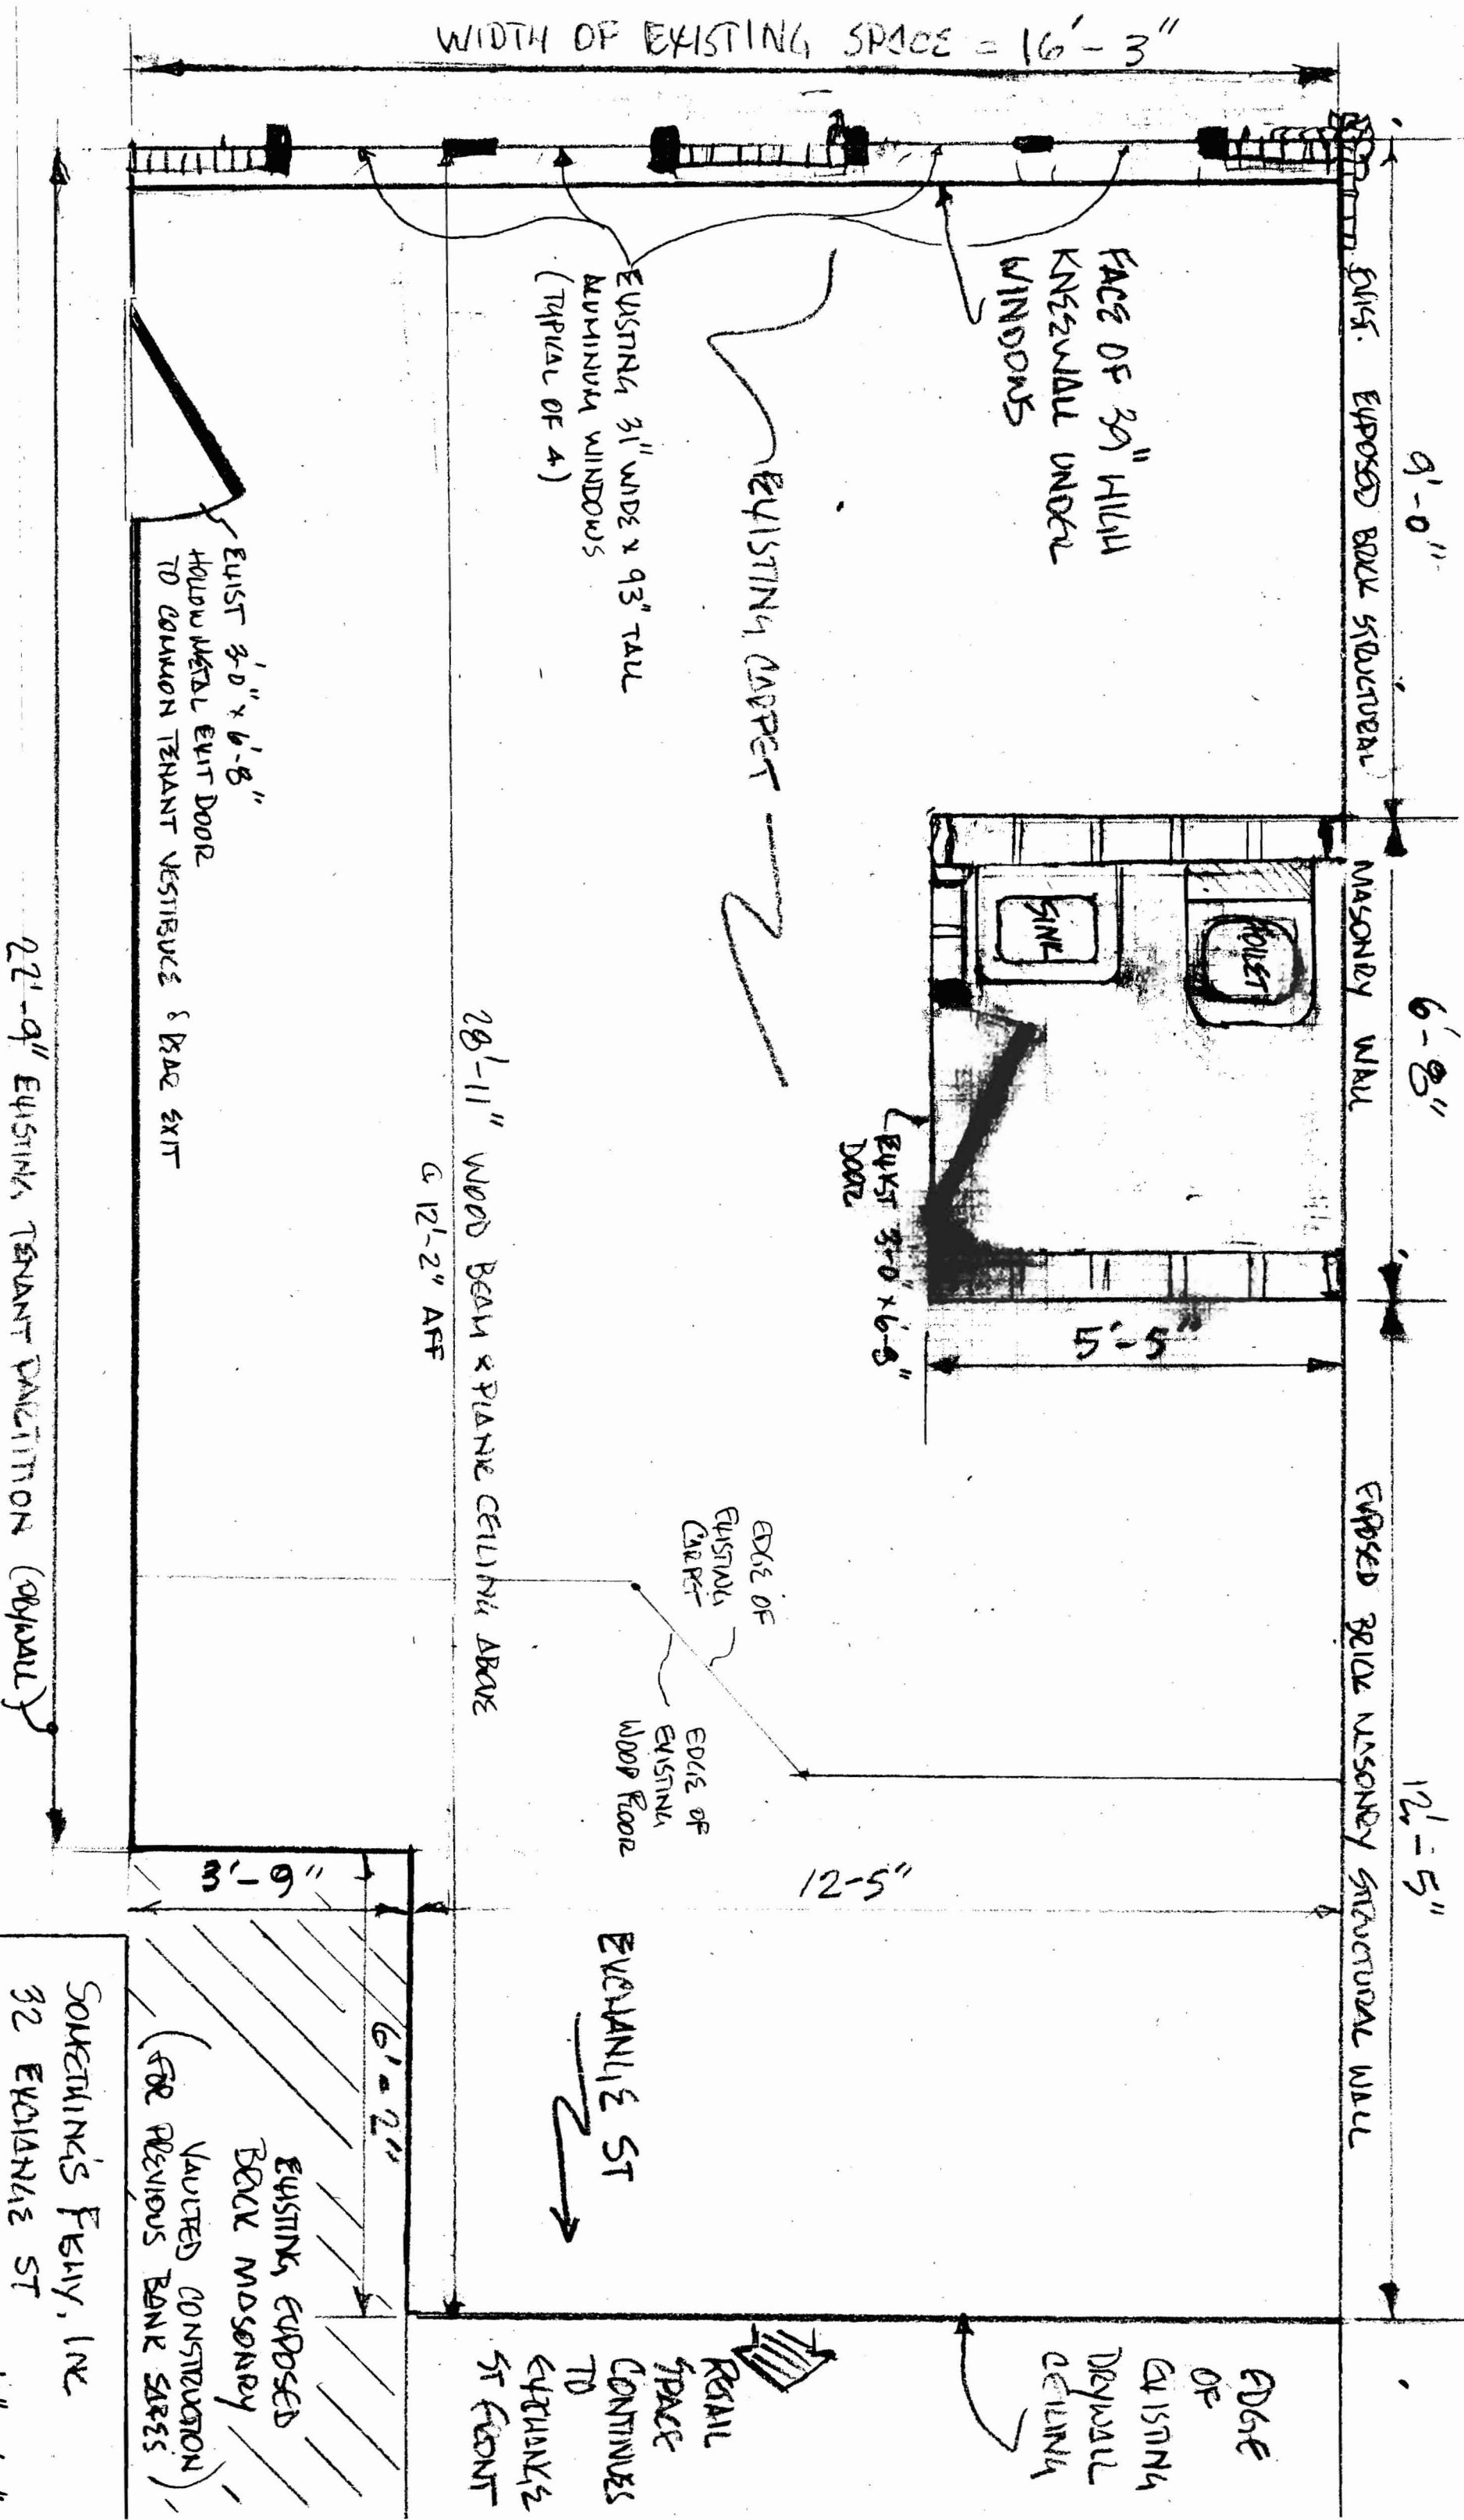 WIDTH OF EXISTING SPACE = 16'-3"
9'-0"
6'-8"
12'-5"
EXIST. EXPOSED BRICK STRUCTURAL MASONRY WALL
EXPOSED BRICK MASONRY STRUCTURAL WALL
FACE OF 39" HIGH
KNEEWALL UNDER
WINDOWS
TOILET
SINK
5'-5"
EXIST 3'-0" x 6'-8"
DOOR
EXISTING CARPET
EXISTING 31" WIDE x 93" TALL
ALUMINUM WINDOWS
(TYPICAL OF 4)
EDGE OF
EXISTING
CARPET
EDGE OF
EXISTING
WOOD FLOOR
12'-5"
28'-11" WOOD BEAM & PLANK CEILING ABOVE
@ 12'-2" AFF
EXIST 3'-0" x 6'-8"
HOLLOW METAL EXIT DOOR
TO COMMON TENANT VESTIBULE & REAR EXIT
22'-9" EXISTING TENANT PARTITION (DRYWALL)
3'-9"
6'-2"
EXCHANGE ST
EDGE
OF
EXISTING
DRYWALL
CEILING
RETAIL
SPACE
CONTINUES
TO
EXCHANGE
ST FRONT
EXISTING EXPOSED
BRICK MASONRY
VAULTED CONSTRUCTION
(FOR PREVIOUS BANK SAFES)
SOMETHING'S FISHY, INC
32 EXCHANGE ST